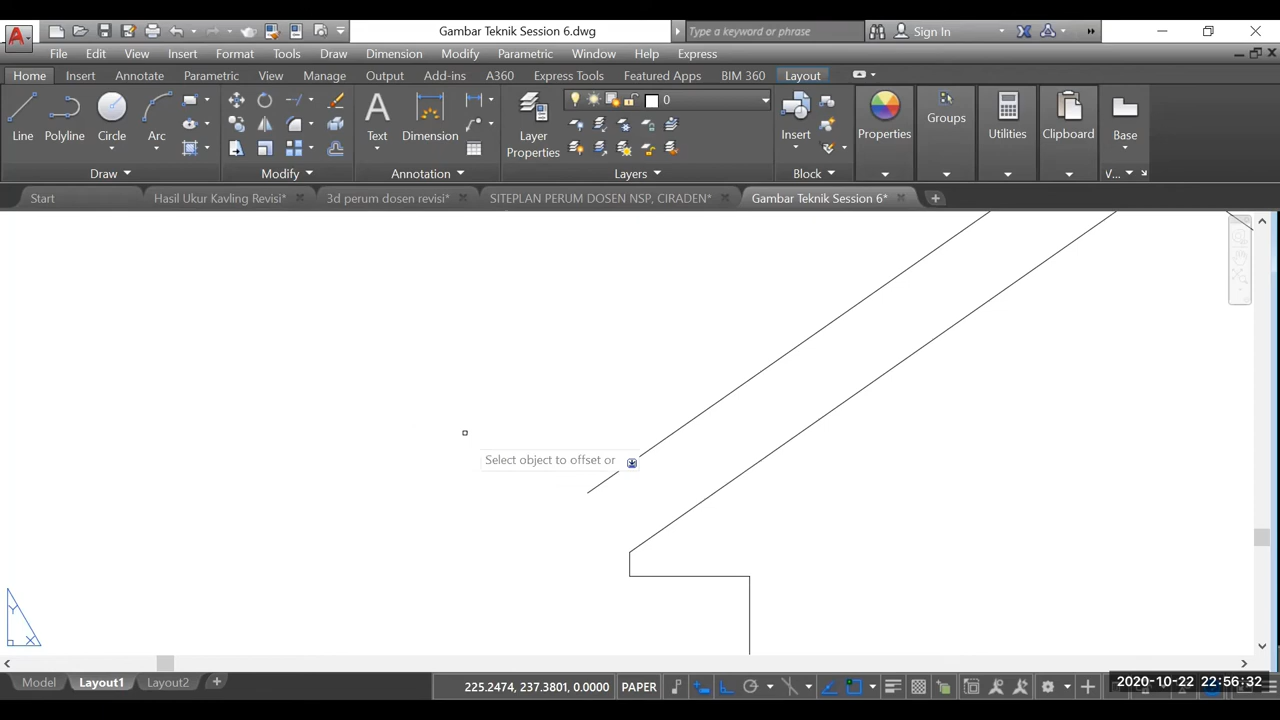 Gambar Teknik Session 6.dwg
Type a keyword or phrase
Sign In
File Edit View Insert Format Tools Draw Dimension Modify Parametric Window Help Express
Home Insert Annotate Parametric View Manage Output Add-ins A360 Express Tools Featured Apps BIM 360 Layout
0
Line Polyline Circle Arc Text Dimension Layer Properties Insert Properties Groups Utilities Clipboard Base
Draw Modify Annotation Layers Block V...
Start Hasil Ukur Kavling Revisi* 3d perum dosen revisi* SITEPLAN PERUM DOSEN NSP, CIRADEN* Gambar Teknik Session 6*
Select object to offset or
Y
X
Model Layout1 Layout2 225.2474, 237.3801, 0.0000 PAPER 2020-10-22 22:56:32